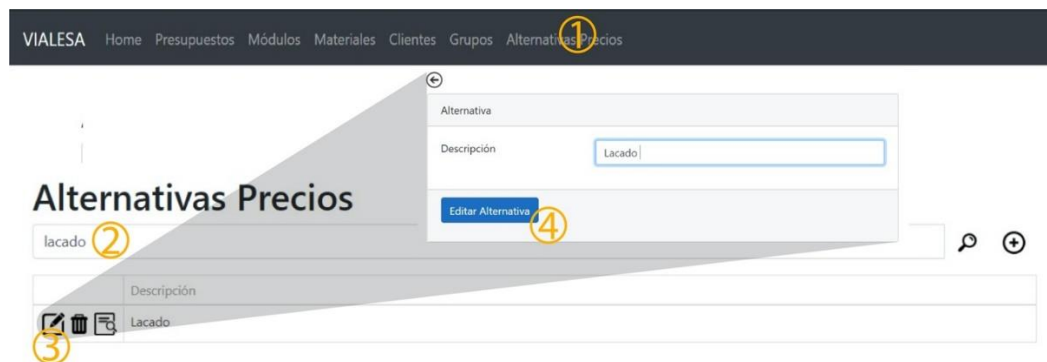 VIALESA Home Presupuestos Módulos Materiales Clientes Grupos Alternativas Precios
1
Alternativa
Descripción Lacado
Editar Alternativa
4
Alternativas Precios
lacado 2
Descripción
Lacado
3